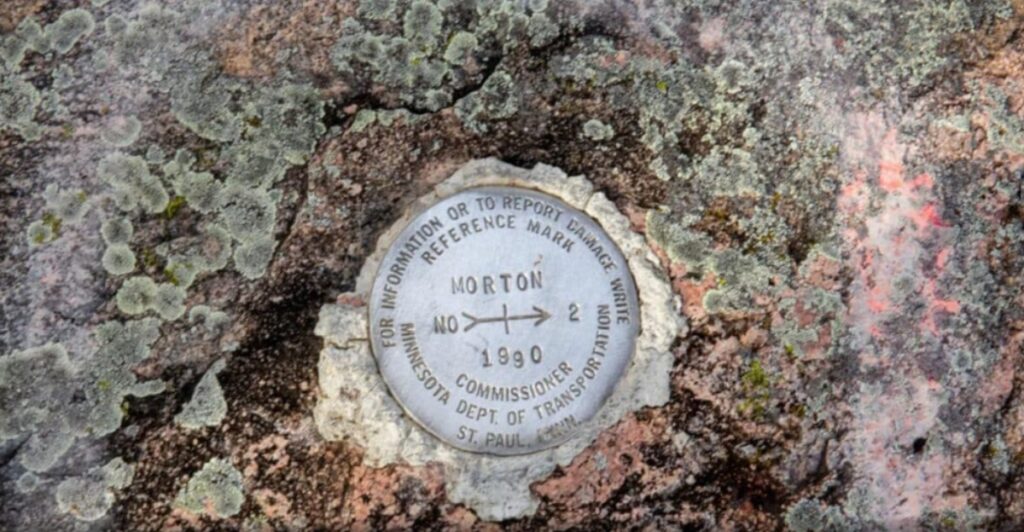 FOR INFORMATION OR TO REPORT DAMAGE WRITE
REFERENCE MARK
MORTON
NO 2
1990
COMMISSIONER
MINNESOTA DEPT. OF TRANSPORTATION
ST. PAUL, MINN.